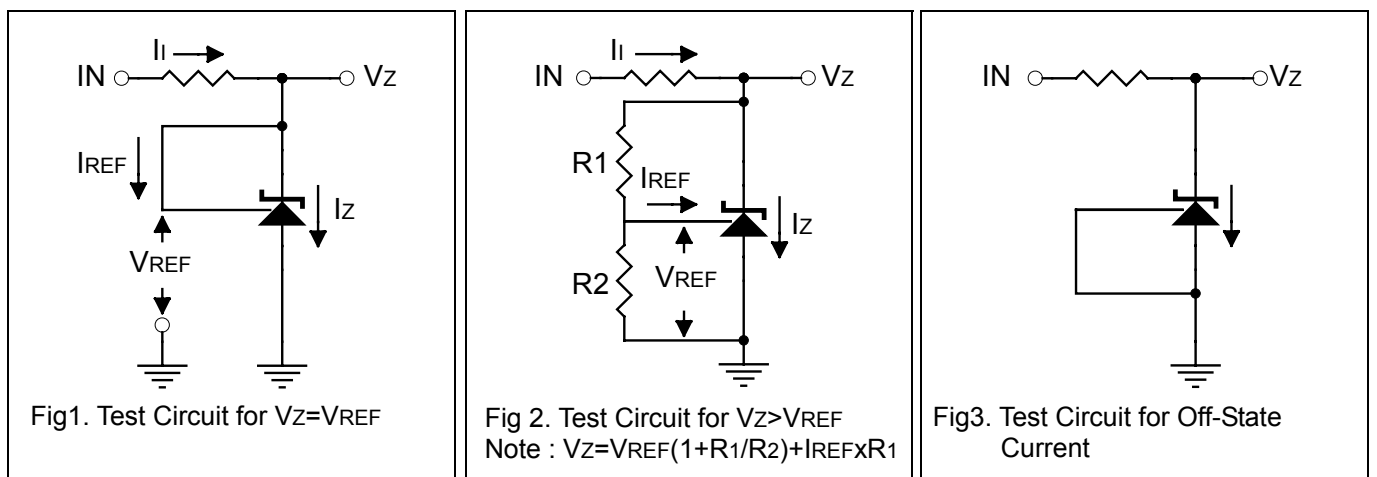 II
IN
VZ
IREF
IZ
VREF
Fig1. Test Circuit for VZ=VREF
II
IN
VZ
R1
IREF
IZ
R2
VREF
Fig 2. Test Circuit for VZ>VREF
Note : VZ=VREF(1+R1/R2)+IREFxR1
IN
VZ
Fig3. Test Circuit for Off-State
Current